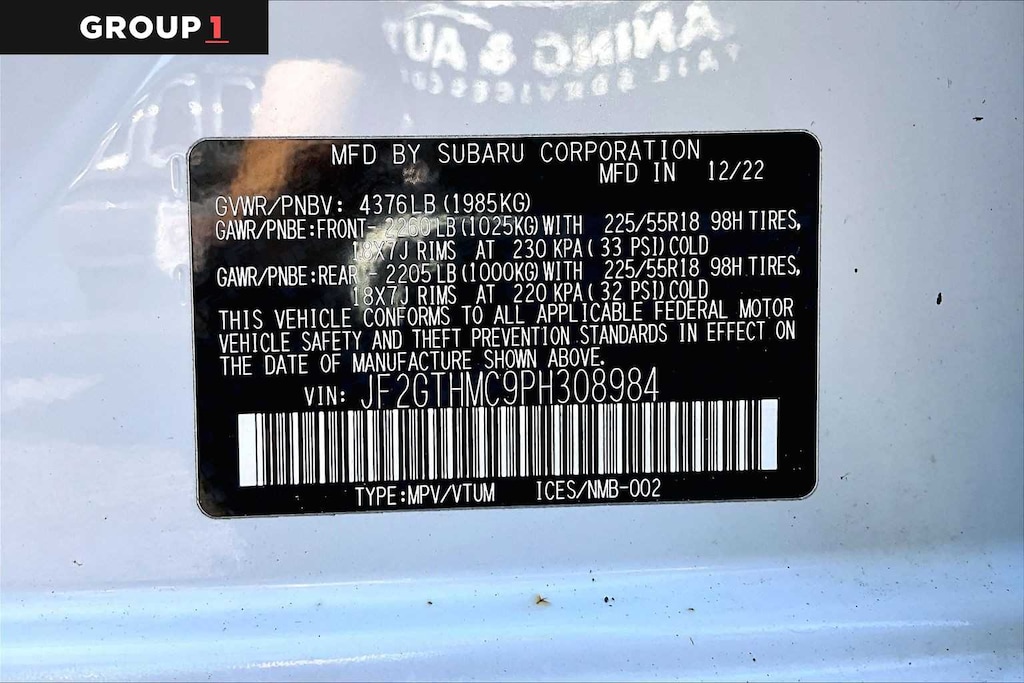 GROUP 1
MFD BY SUBARU CORPORATION
MFD IN 12/22
GVWR/PNBV: 4376LB (1985KG)
GAWR/PNBE:FRONT- 2260LB (1025KG)WITH 225/55R18 98H TIRES,
18X7J RIMS AT 230 KPA( 33 PSI)COLD
GAWR/PNBE:REAR - 2205LB (1000KG)WITH 225/55R18 98H TIRES,
18X7J RIMS AT 220 KPA( 32 PSI)COLD
THIS VEHICLE CONFORMS TO ALL APPLICABLE FEDERAL MOTOR
VEHICLE SAFETY AND THEFT PREVENTION STANDARDS IN EFFECT ON
THE DATE OF MANUFACTURE SHOWN ABOVE.
VIN: JF2GTHMC9PH308984
TYPE:MPV/VTUM ICES/NMB-002